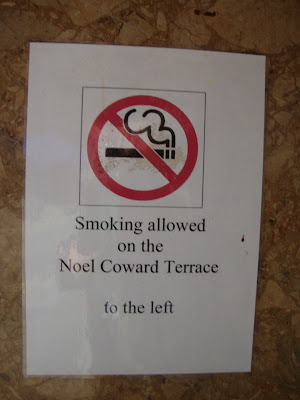 Smoking allowed
on the
Noel Coward Terrace
to the left